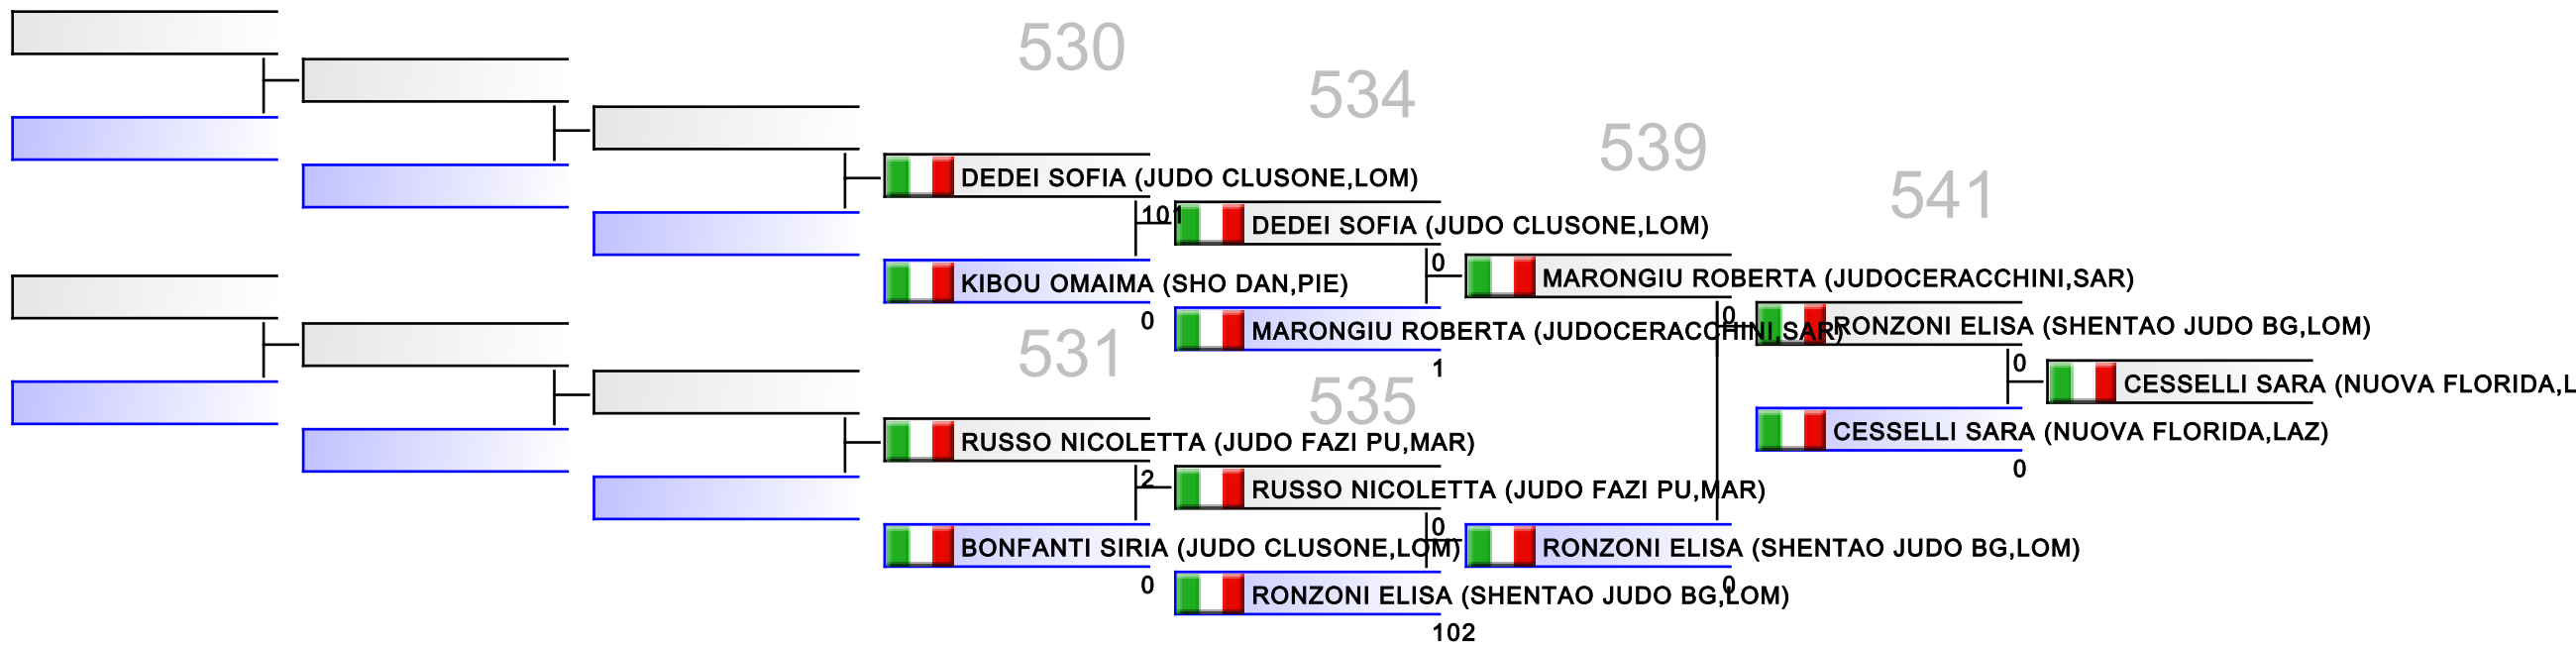 530
534
539
541
DEDEI SOFIA (JUDO CLUSONE,LOM)
101
DEDEI SOFIA (JUDO CLUSONE,LOM)
0
KIBOU OMAIMA (SHO DAN,PIE)
0
MARONGIU ROBERTA (JUDOCERACCHINI,SAR)
0
MARONGIU ROBERTA (JUDOCERACCHINI,SAR)
1
RONZONI ELISA (SHENTAO JUDO BG,LOM)
0
531
535
CESSELLI SARA (NUOVA FLORIDA,L
CESSELLI SARA (NUOVA FLORIDA,LAZ)
0
RUSSO NICOLETTA (JUDO FAZI PU,MAR)
2
RUSSO NICOLETTA (JUDO FAZI PU,MAR)
0
BONFANTI SIRIA (JUDO CLUSONE,LOM)
0
RONZONI ELISA (SHENTAO JUDO BG,LOM)
0
RONZONI ELISA (SHENTAO JUDO BG,LOM)
102